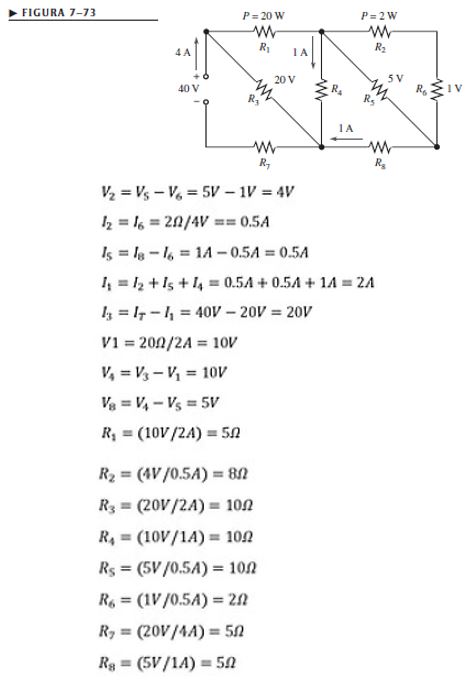 ► FIGURA 7–73
P = 20 W
P = 2 W
R₁
R₂
4 A
1 A
+
40 V
–
20 V
R₃
R₄
5 V
R₅
R₆
1 V
1 A
R₇
R₈
V₂ = V₅ − V₆ = 5V − 1V = 4V
I₂ = I₆ = 2Ω/4V == 0.5A
I₅ = I₈ − I₆ = 1A − 0.5A = 0.5A
I₁ = I₂ + I₅ + I₄ = 0.5A + 0.5A + 1A = 2A
I₃ = I_T − I₁ = 40V − 20V = 20V
V1 = 20Ω/2A = 10V
V₄ = V₃ − V₁ = 10V
V₈ = V₄ − V₅ = 5V
R₁ = (10V/2A) = 5Ω
R₂ = (4V/0.5A) = 8Ω
R₃ = (20V/2A) = 10Ω
R₄ = (10V/1A) = 10Ω
R₅ = (5V/0.5A) = 10Ω
R₆ = (1V/0.5A) = 2Ω
R₇ = (20V/4A) = 5Ω
R₈ = (5V/1A) = 5Ω